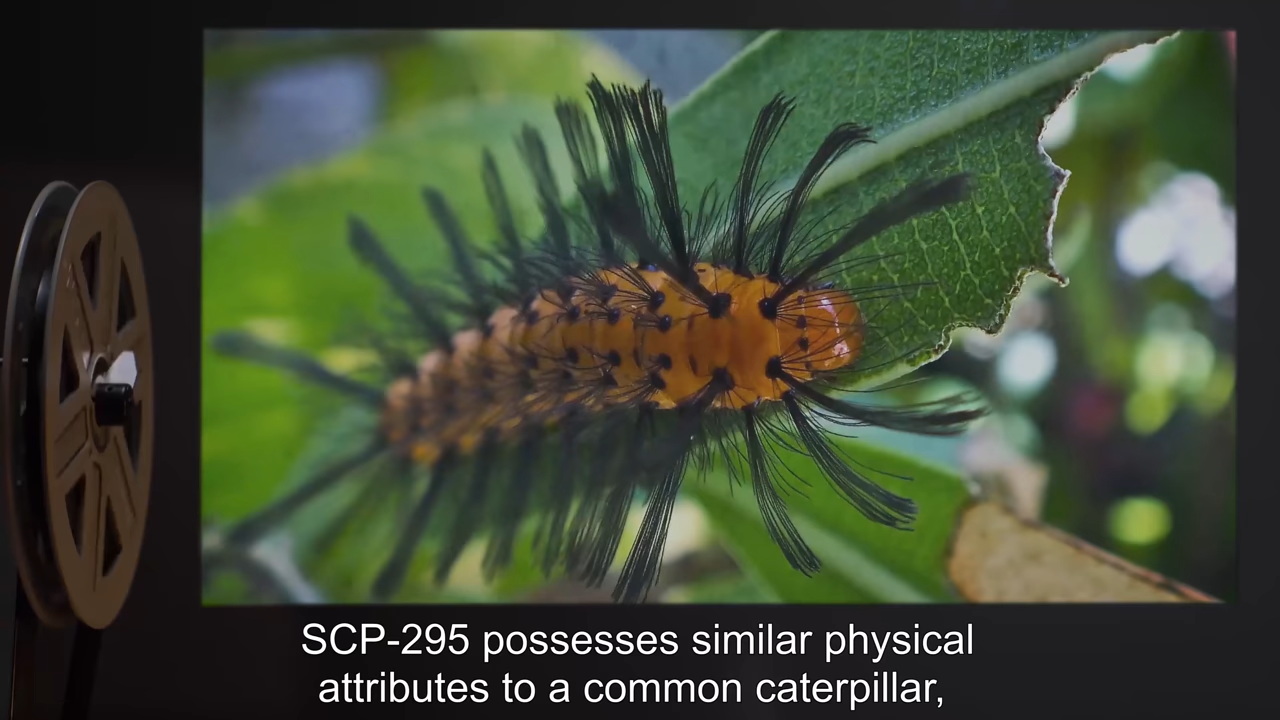 SCP-295 possesses similar physical
attributes to a common caterpillar,